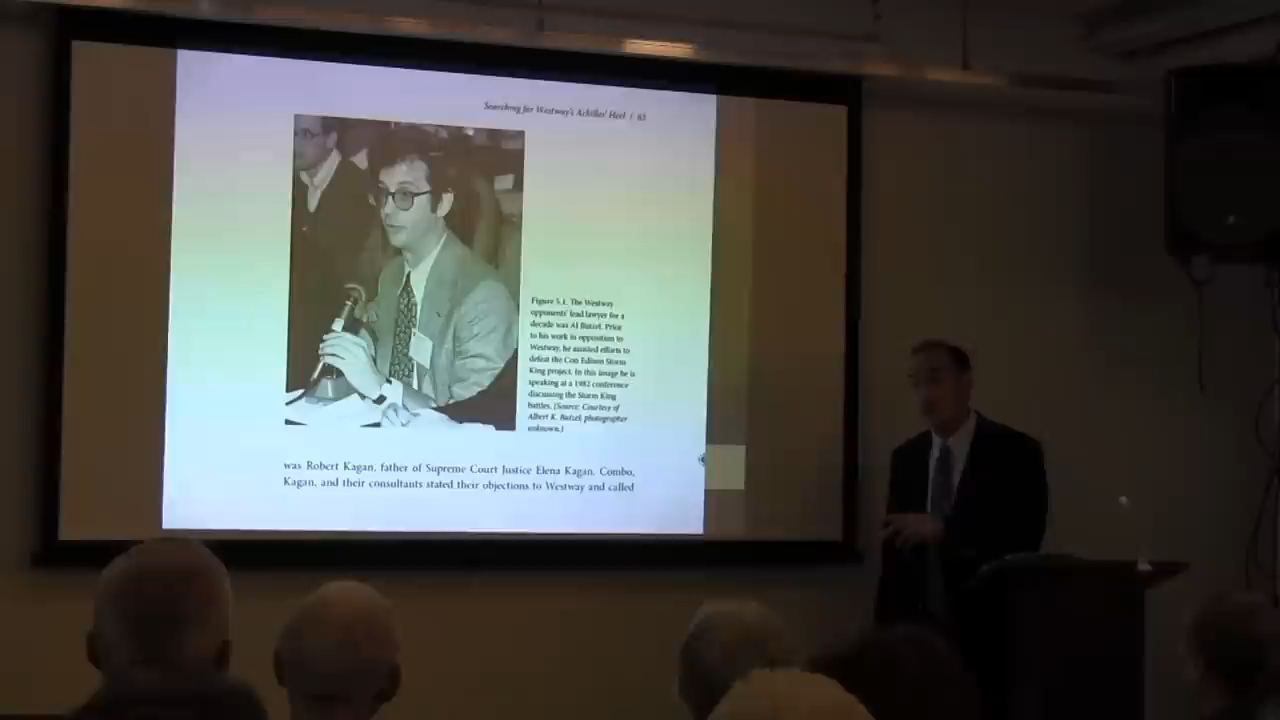 Searching for Westway's Achilles' Heel / 63
Figure 5.1. The Westway
opponents' lead lawyer for a
decade was Al Butzel. Prior
to his work in opposition to
Westway, he assisted efforts to
defeat the Con Edison Storm
King project. In this image he is
speaking at a 1982 conference
discussing the Storm King
battles. (Source: Courtesy of
Albert K. Butzel; photographer
unknown.)
was Robert Kagan, father of Supreme Court Justice Elena Kagan. Combo,
Kagan, and their consultants stated their objections to Westway and called